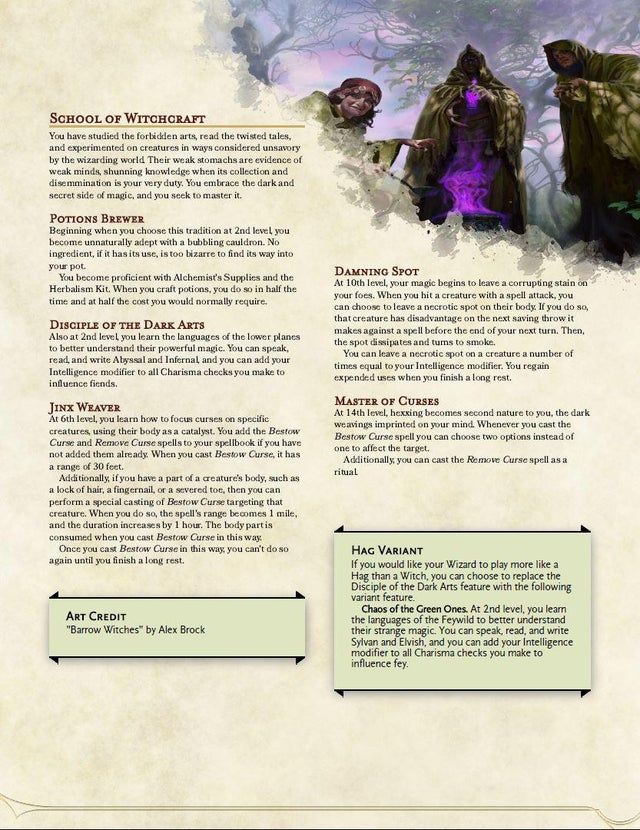 SCHOOL OF WITCHCRAFT
You have studied the forbidden arts, read the twisted tales,
and experimented on creatures in ways considered unsavory
by the wizarding world. Their weak stomachs are evidence of
weak minds, shunning knowledge when its collection and
disemmination is your very duty. You embrace the dark and
secret side of magic, and you seek to master it.
POTIONS BREWER
Beginning when you choose this tradition at 2nd level, you
become unnaturally adept with a bubbling cauldron. No
ingredient, if it has its use, is too bizarre to find its way into
your pot.
You become proficient with Alchemist's Supplies and the
Herbalism Kit. When you craft potions, you do so in half the
time and at half the cost you would normally require.
DISCIPLE OF THE DARK ARTS
Also at 2nd level, you learn the languages of the lower planes
to better understand their powerful magic. You can speak,
read, and write Abyssal and Infernal, and you can add your
Intelligence modifier to all Charisma checks you make to
influence fiends.
JINX WEAVER
At 6th level, you learn how to focus curses on specific
creatures, using their body as a catalyst. You add the Bestow
Curse and Remove Curse spells to your spellbook if you have
not added them already. When you cast Bestow Curse, it has
a range of 30 feet.
Additionally, if you have a part of a creature's body, such as
a lock of hair, a fingernail, or a severed toe, then you can
perform a special casting of Bestow Curse targeting that
creature. When you do so, the spell's range becomes 1 mile,
and the duration increases by 1 hour. The body part is
consumed when you cast Bestow Curse in this way.
Once you cast Bestow Curse in this way, you can't do so
again until you finish a long rest.
ART CREDIT
"Barrow Witches" by Alex Brock
DAMNING SPOT
At 10th level, your magic begins to leave a corrupting stain on
your foes. When you hit a creature with a spell attack, you
can choose to leave a necrotic spot on their body. If you do so,
that creature has disadvantage on the next saving throw it
makes against a spell before the end of your next turn. Then,
the spot dissipates and turns to smoke.
You can leave a necrotic spot on a creature a number of
times equal to your Intelligence modifier. You regain
expended uses when you finish a long rest.
MASTER OF CURSES
At 14th level, hexxing becomes second nature to you, the dark
weavings imprinted on your mind. Whenever you cast the
Bestow Curse spell you can choose two options instead of
one to affect the target.
Additionally, you can cast the Remove Curse spell as a
ritual.
HAG VARIANT
If you would like your Wizard to play more like a
Hag than a Witch, you can choose to replace the
Disciple of the Dark Arts feature with the following
variant feature.
Chaos of the Green Ones. At 2nd level, you learn
the languages of the Feywild to better understand
their strange magic. You can speak, read, and write
Sylvan and Elvish, and you can add your Intelligence
modifier to all Charisma checks you make to
influence fey.